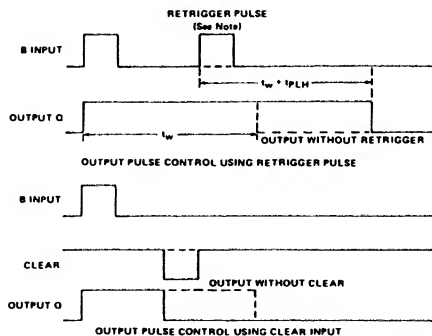 RETRIGGER PULSE
(See Note)
B INPUT
tw + tPLH
OUTPUT Q
tw
OUTPUT WITHOUT RETRIGGER
OUTPUT PULSE CONTROL USING RETRIGGER PULSE
B INPUT
CLEAR
OUTPUT WITHOUT CLEAR
OUTPUT Q
OUTPUT PULSE CONTROL USING CLEAR INPUT